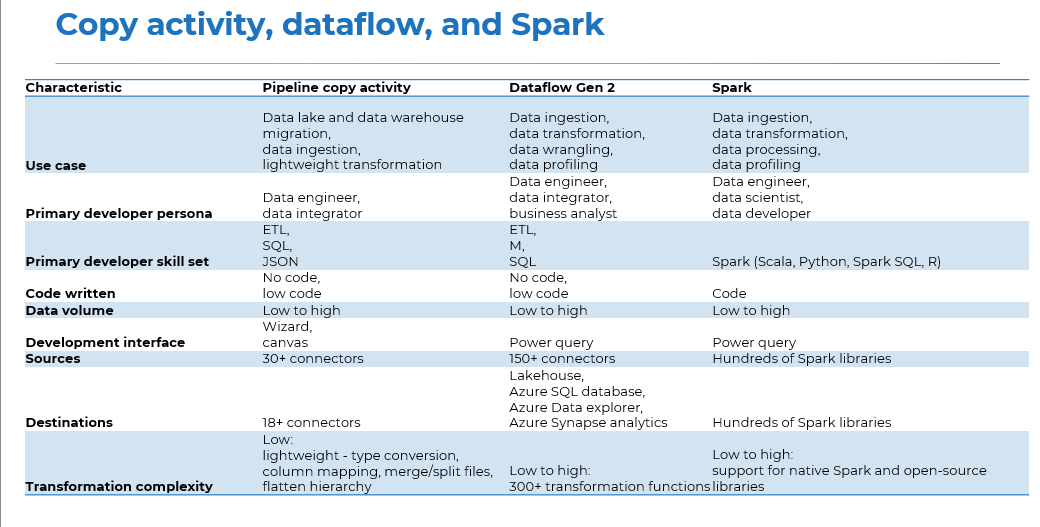 Copy activity, dataflow, and Spark
Characteristic Pipeline copy activity Dataflow Gen 2 Spark
Data lake and data warehouse Data ingestion, Data ingestion,
migration, data transformation, data transformation,
data ingestion, data wrangling, data processing,
Use case lightweight transformation data profiling data profiling
Data engineer, Data engineer,
Data engineer, data integrator, data scientist,
Primary developer persona data integrator business analyst data developer
ETL, ETL,
SQL, M,
Primary developer skill set JSON SQL Spark (Scala, Python, Spark SQL, R)
No code, No code,
Code written low code low code Code
Data volume Low to high Low to high Low to high
Wizard,
Development interface canvas Power query Power query
Sources 30+ connectors 150+ connectors Hundreds of Spark libraries
Lakehouse,
Azure SQL database,
Azure Data explorer,
Destinations 18+ connectors Azure Synapse analytics Hundreds of Spark libraries
Low:
lightweight - type conversion, Low to high:
column mapping, merge/split files, Low to high: support for native Spark and open-source
Transformation complexity flatten hierarchy 300+ transformation functions libraries